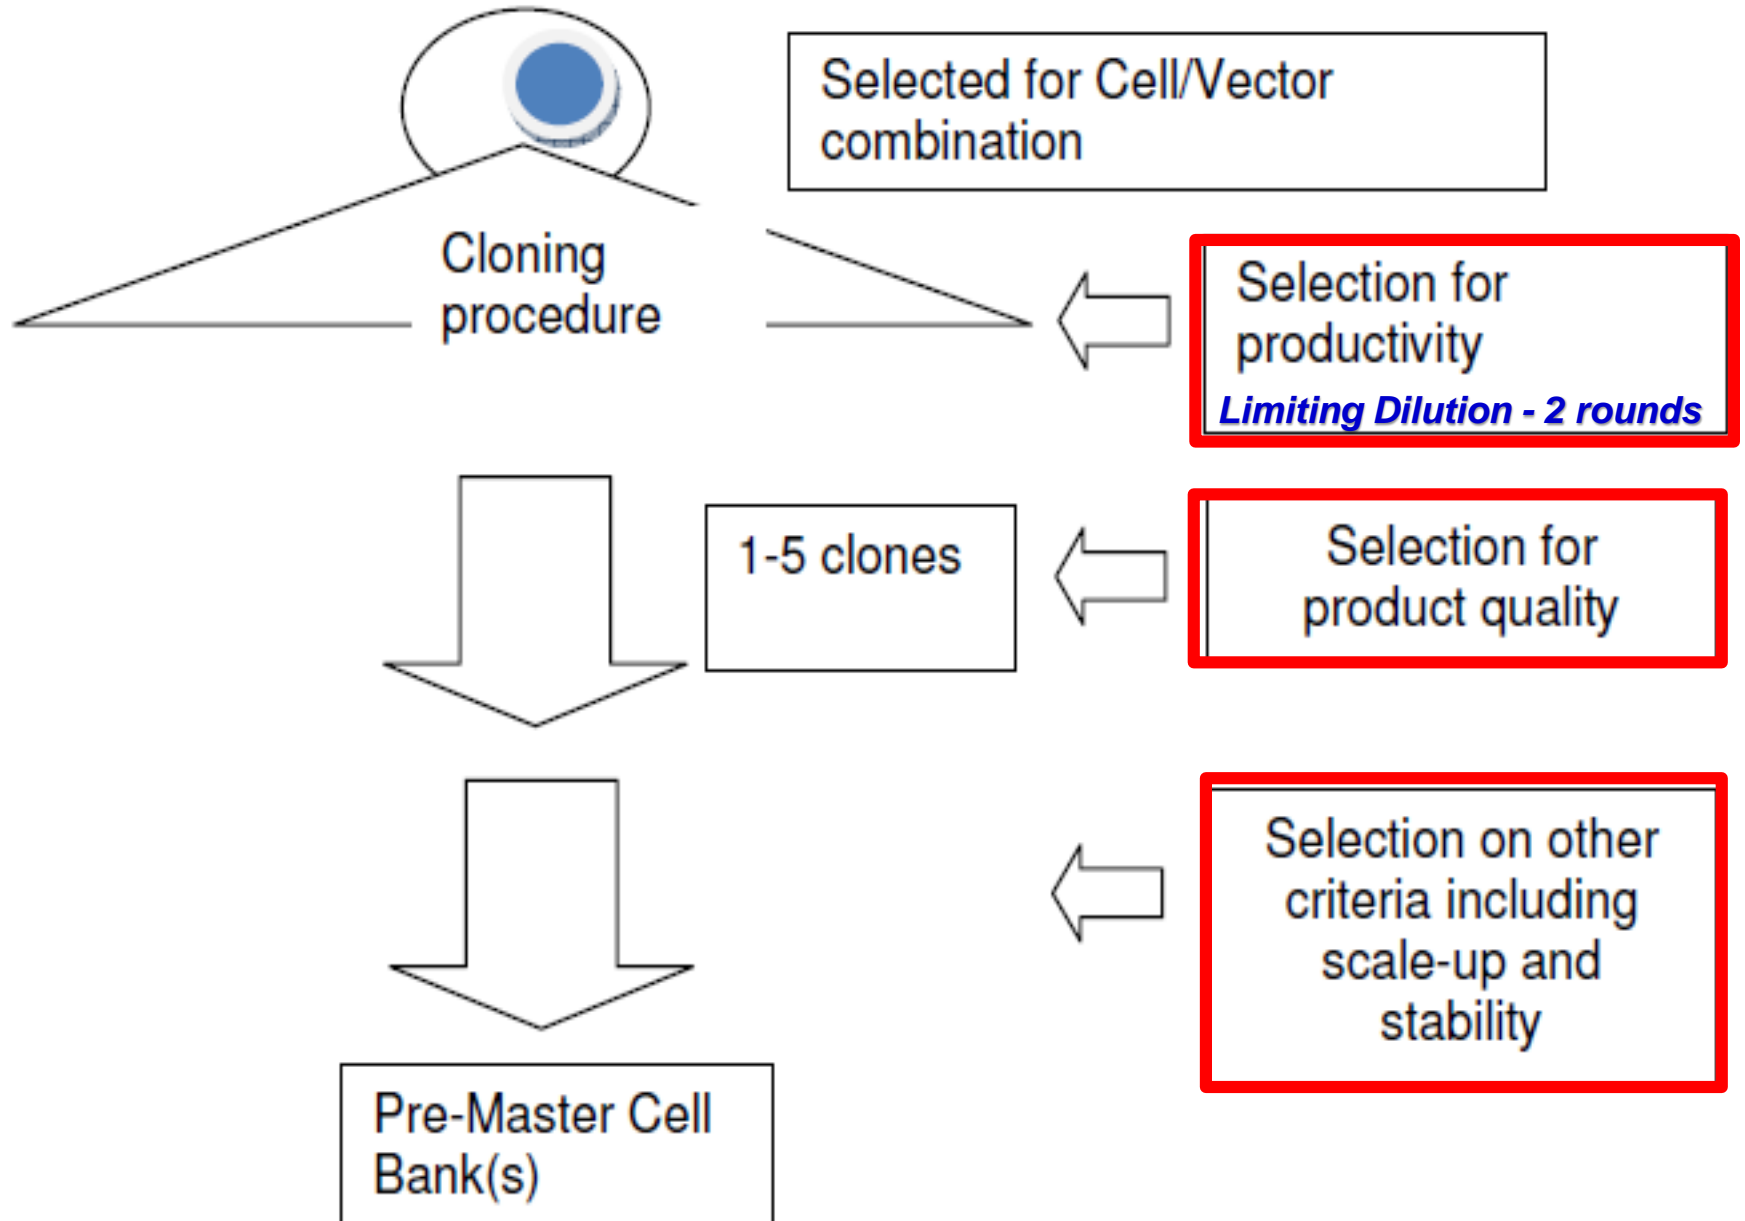 Selected for Cell/Vector
combination
Cloning
procedure
Selection for
productivity
Limiting Dilution - 2 rounds
1-5 clones
Selection for
product quality
Selection on other
criteria including
scale-up and
stability
Pre-Master Cell
Bank(s)